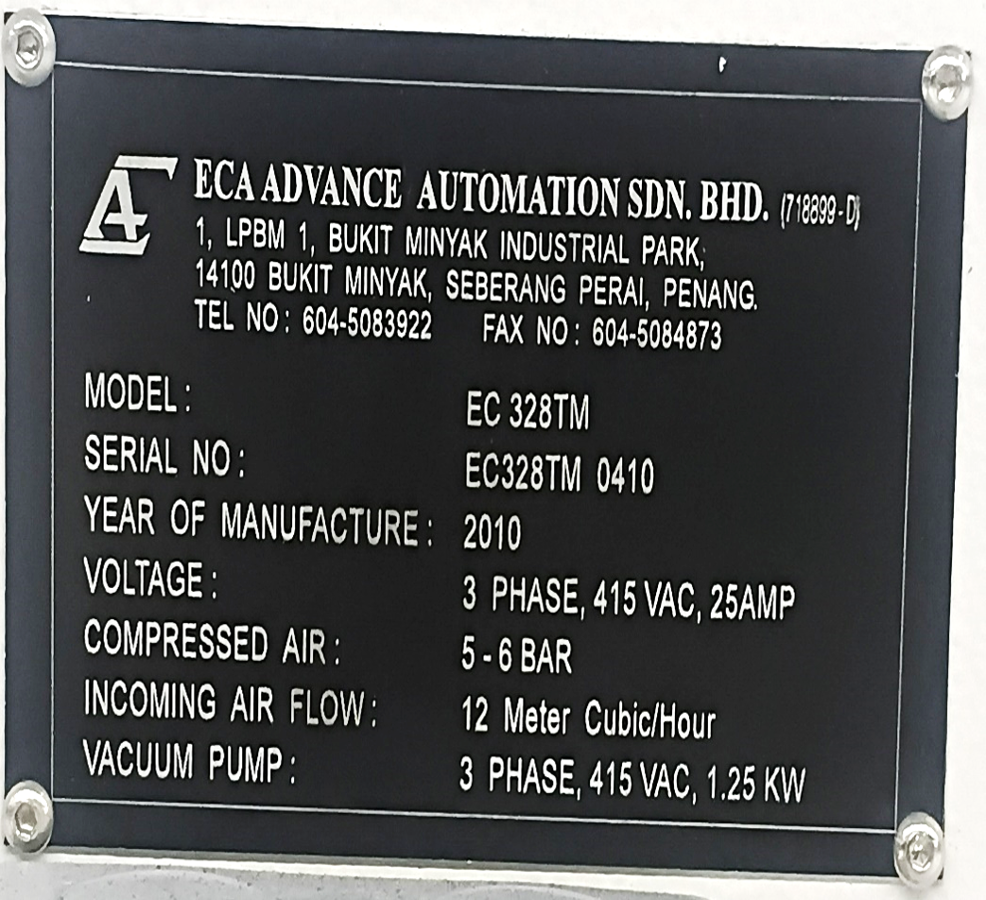 ECA ADVANCE AUTOMATION SDN. BHD. (718899-D)
1, LPBM 1, BUKIT MINYAK INDUSTRIAL PARK,
14100 BUKIT MINYAK, SEBERANG PERAI, PENANG.
TEL NO : 604-5083922 FAX NO : 604-5084873
MODEL : EC 328TM
SERIAL NO : EC328TM 0410
YEAR OF MANUFACTURE : 2010
VOLTAGE : 3 PHASE, 415 VAC, 25AMP
COMPRESSED AIR : 5 - 6 BAR
INCOMING AIR FLOW : 12 Meter Cubic/Hour
VACUUM PUMP : 3 PHASE, 415 VAC, 1.25 KW